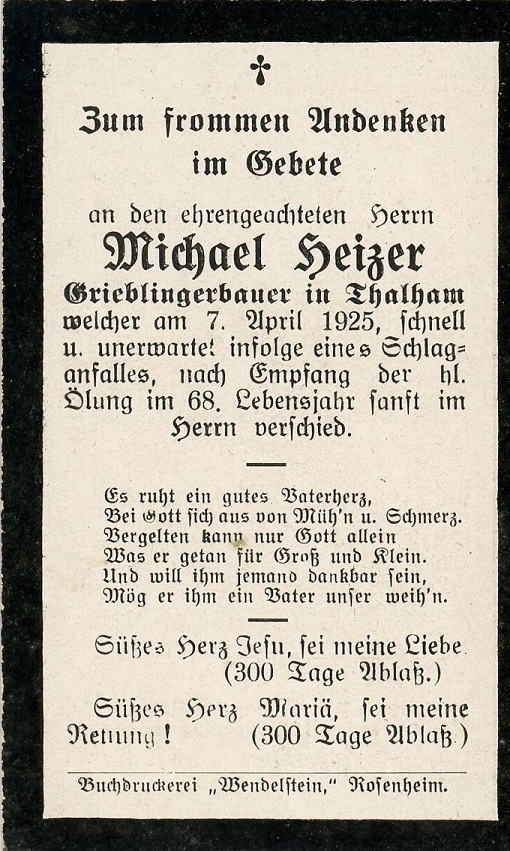 Zum frommen Andenken
im Gebete
an den ehrengeachteten Herrn
Michael Heizer
Grieblingerbauer in Thalham
welcher am 7. April 1925, schnell
u. unerwartet infolge eines Schlag=
anfalles, nach Empfang der hl.
Ölung im 68. Lebensjahr sanft im
Herrn verschied.
Es ruht ein gutes Vaterherz,
Bei Gott sich aus von Müh'n u. Schmerz.
Vergelten kann nur Gott allein
Was er getan für Groß und Klein.
Und will ihm jemand dankbar sein,
Mög er ihm ein Vater unser weih'n.
Süßes Herz Jesu, sei meine Liebe
(300 Tage Ablaß.)
Süßes Herz Mariä, sei meine
Rettung! (300 Tage Ablaß.)
Buchdruckerei „Wendelstein," Rosenheim.